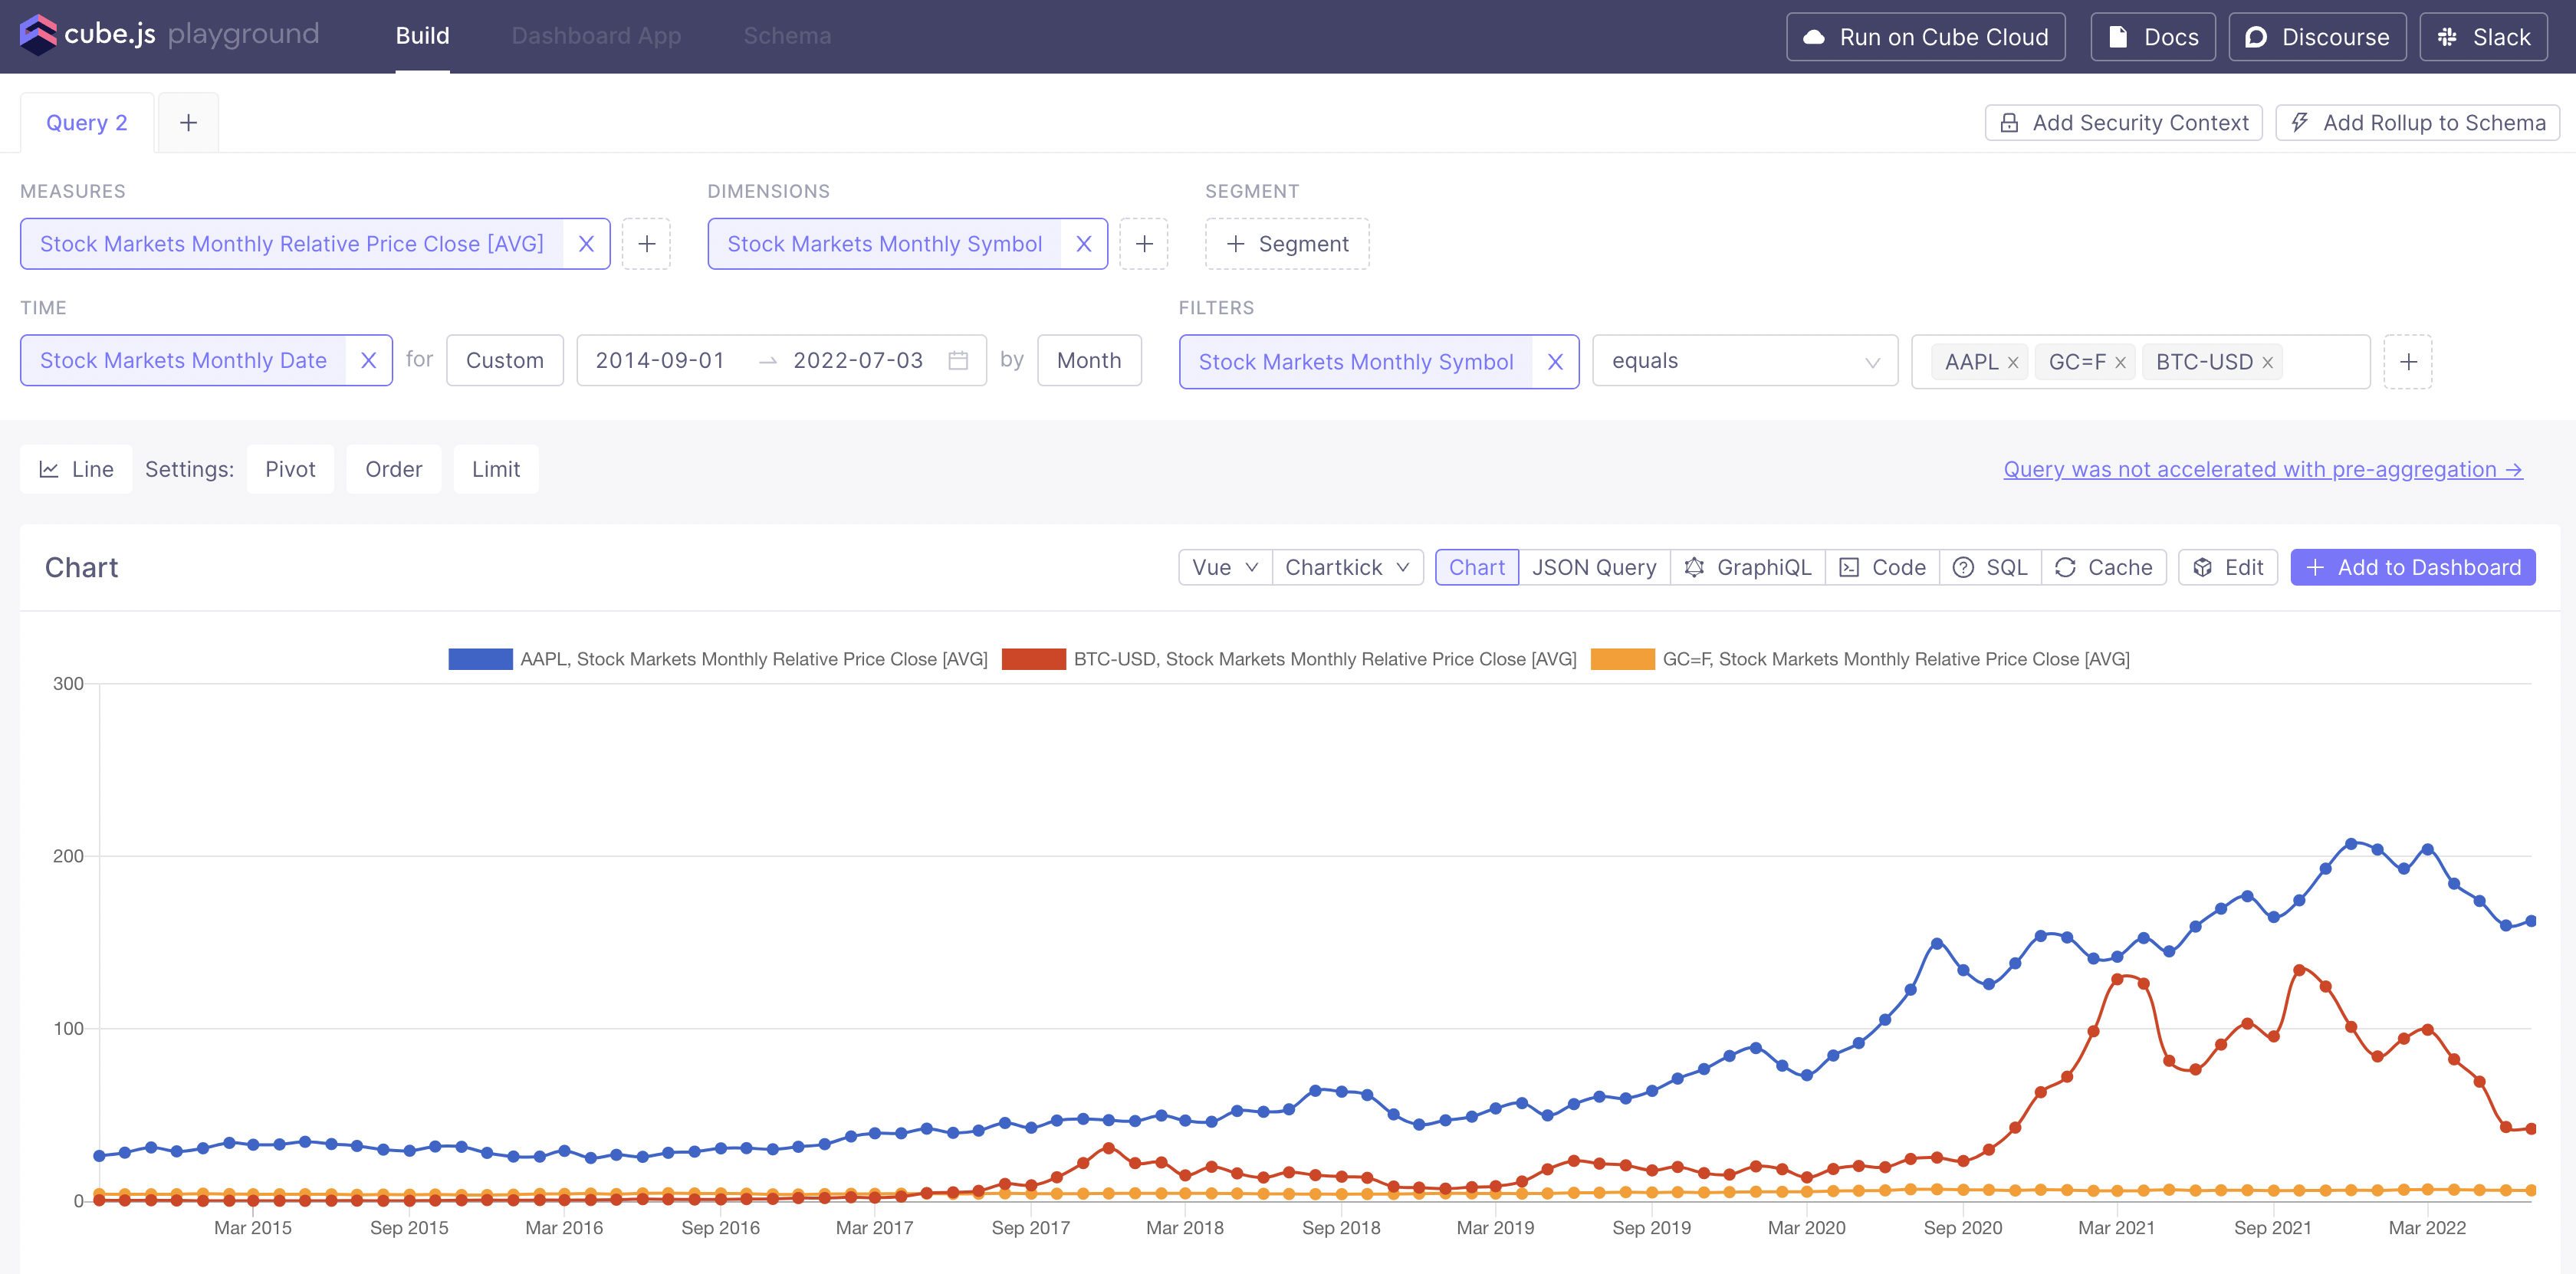 cube.js playground Build Dashboard App Schema Run on Cube Cloud Docs Discourse Slack
Query 2 Add Security Context Add Rollup to Schema
MEASURES DIMENSIONS SEGMENT
Stock Markets Monthly Relative Price Close [AVG] Stock Markets Monthly Symbol Segment
TIME FILTERS
Stock Markets Monthly Date for Custom 2014-09-01 → 2022-07-03 by Month Stock Markets Monthly Symbol equals AAPL GC=F BTC-USD
Line Settings: Pivot Order Limit Query was not accelerated with pre-aggregation →
Chart Vue Chartkick Chart JSON Query GraphiQL Code SQL Cache Edit + Add to Dashboard
AAPL, Stock Markets Monthly Relative Price Close [AVG] BTC-USD, Stock Markets Monthly Relative Price Close [AVG] GC=F, Stock Markets Monthly Relative Price Close [AVG]
300
200
100
0
Mar 2015 Sep 2015 Mar 2016 Sep 2016 Mar 2017 Sep 2017 Mar 2018 Sep 2018 Mar 2019 Sep 2019 Mar 2020 Sep 2020 Mar 2021 Sep 2021 Mar 2022